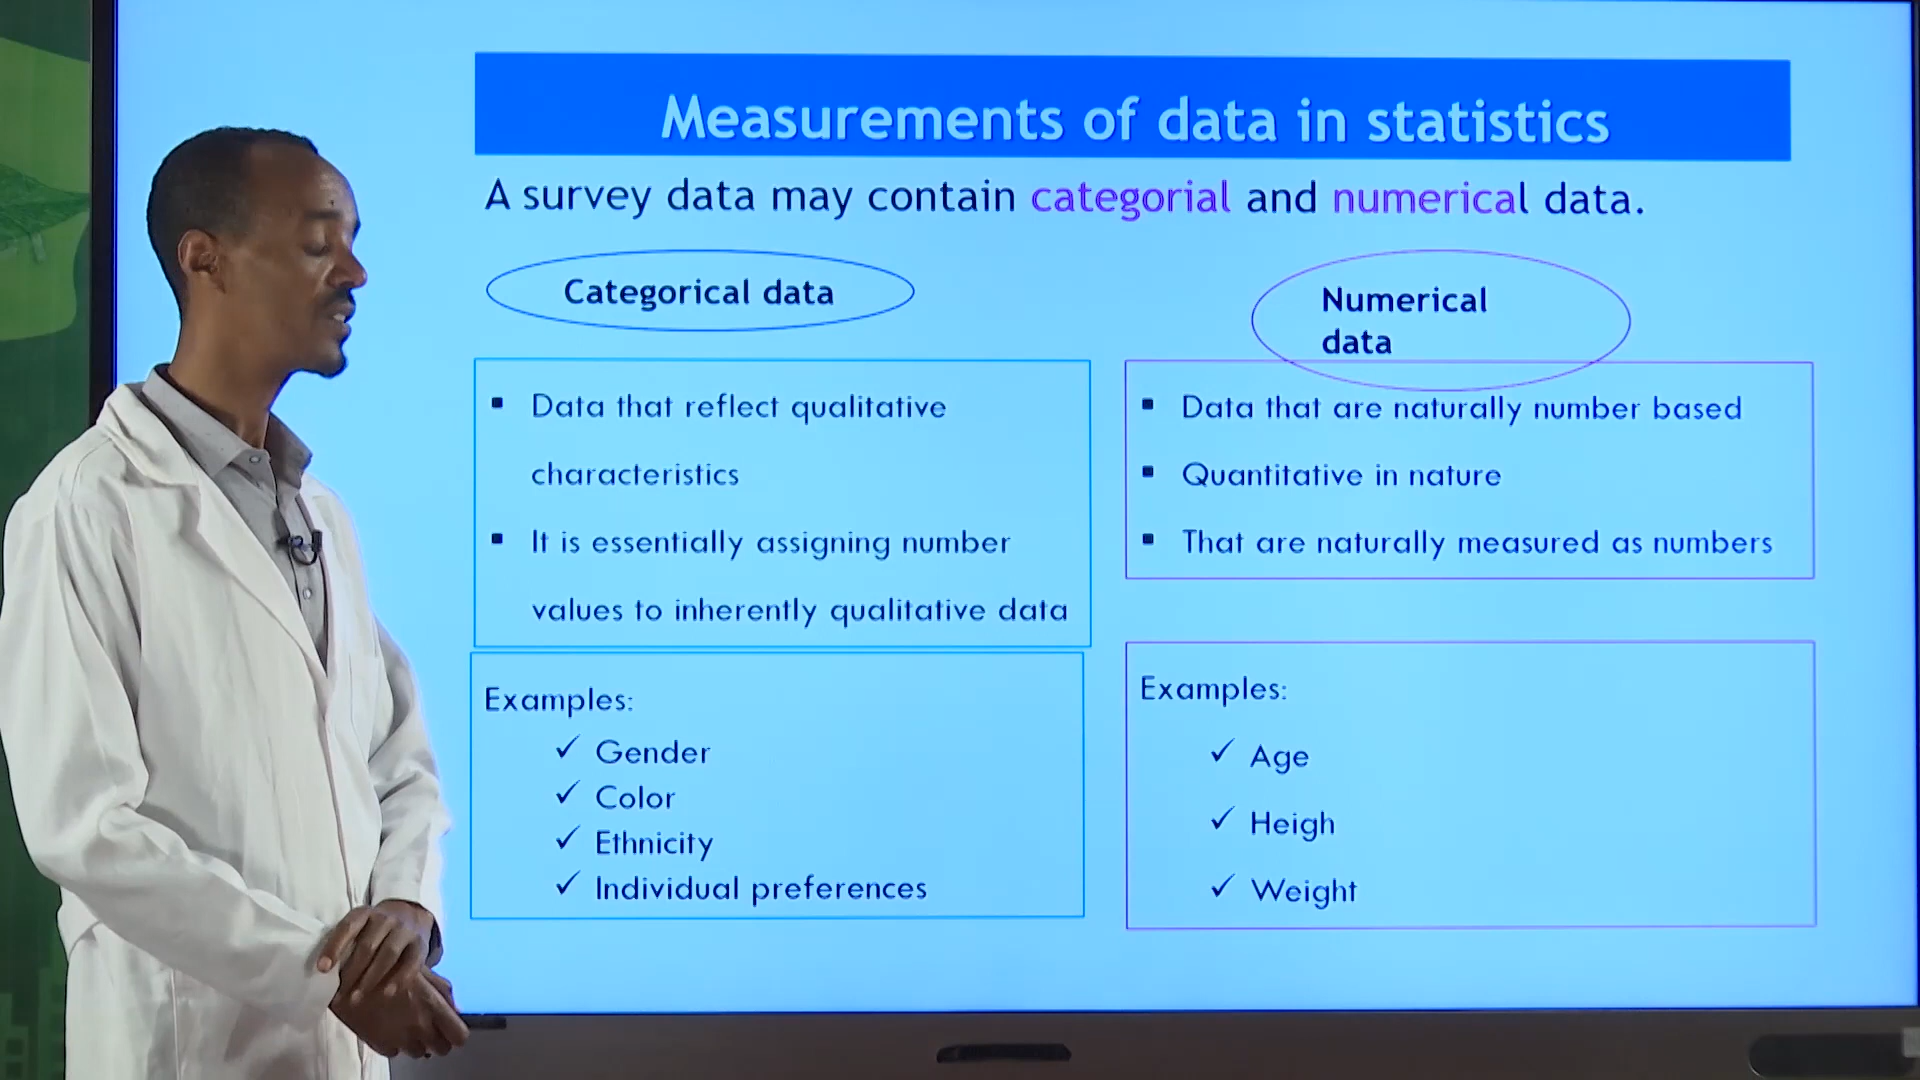 Measurements of data in statistics
A survey data may contain categorial and numerical data.
Categorical data
▪ Data that reflect qualitative
characteristics
▪ It is essentially assigning number
values to inherently qualitative data
Examples:
✓ Gender
✓ Color
✓ Ethnicity
✓ Individual preferences
Numerical
data
▪ Data that are naturally number based
▪ Quantitative in nature
▪ That are naturally measured as numbers
Examples:
✓ Age
✓ Heigh
✓ Weight